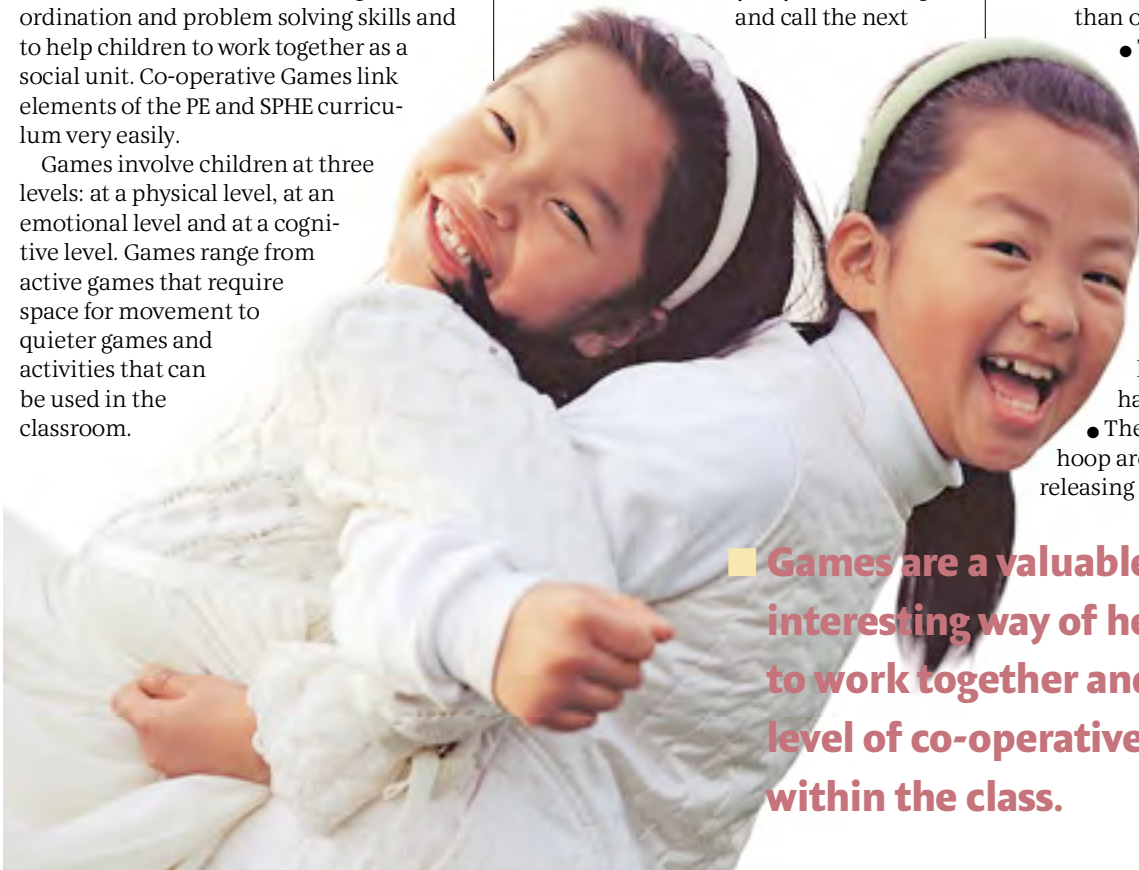 ordination and problem solving skills and
to help children to work together as a
social unit. Co-operative Games link
elements of the PE and SPHE curricu-
lum very easily.
Games involve children at three
levels: at a physical level, at an
emotional level and at a cogni-
tive level. Games range from
active games that require
space for movement to
quieter games and
activities that can
be used in the
classroom.
and call the next
than
• The
hoop
releasing
Games are a valuable
interesting way of
to work together
level of co-operative
within the class.